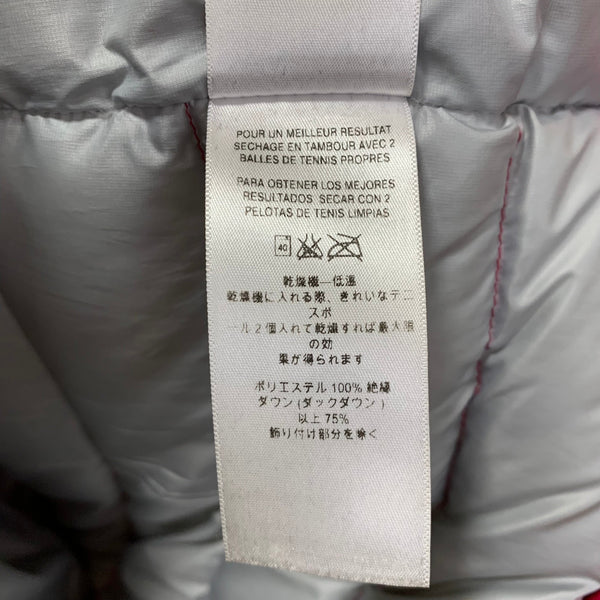 POUR UN MEILLEUR RESULTAT
SECHAGE EN TAMBOUR AVEC 2
BALLES DE TENNIS PROPRES
PARA OBTENER LOS MEJORES
RESULTADOS SECAR CON 2
PELOTAS DE TENIS LIMPIAS
40
乾燥機―低温
乾燥機に入れる際、きれいなテニ
スボ
ール2個入れて乾燥すれば最大限
の効
果が得られます
ポリエステル 100% 絶縁
ダウン (ダックダウン )
以上 75%
飾り付け部分を除く